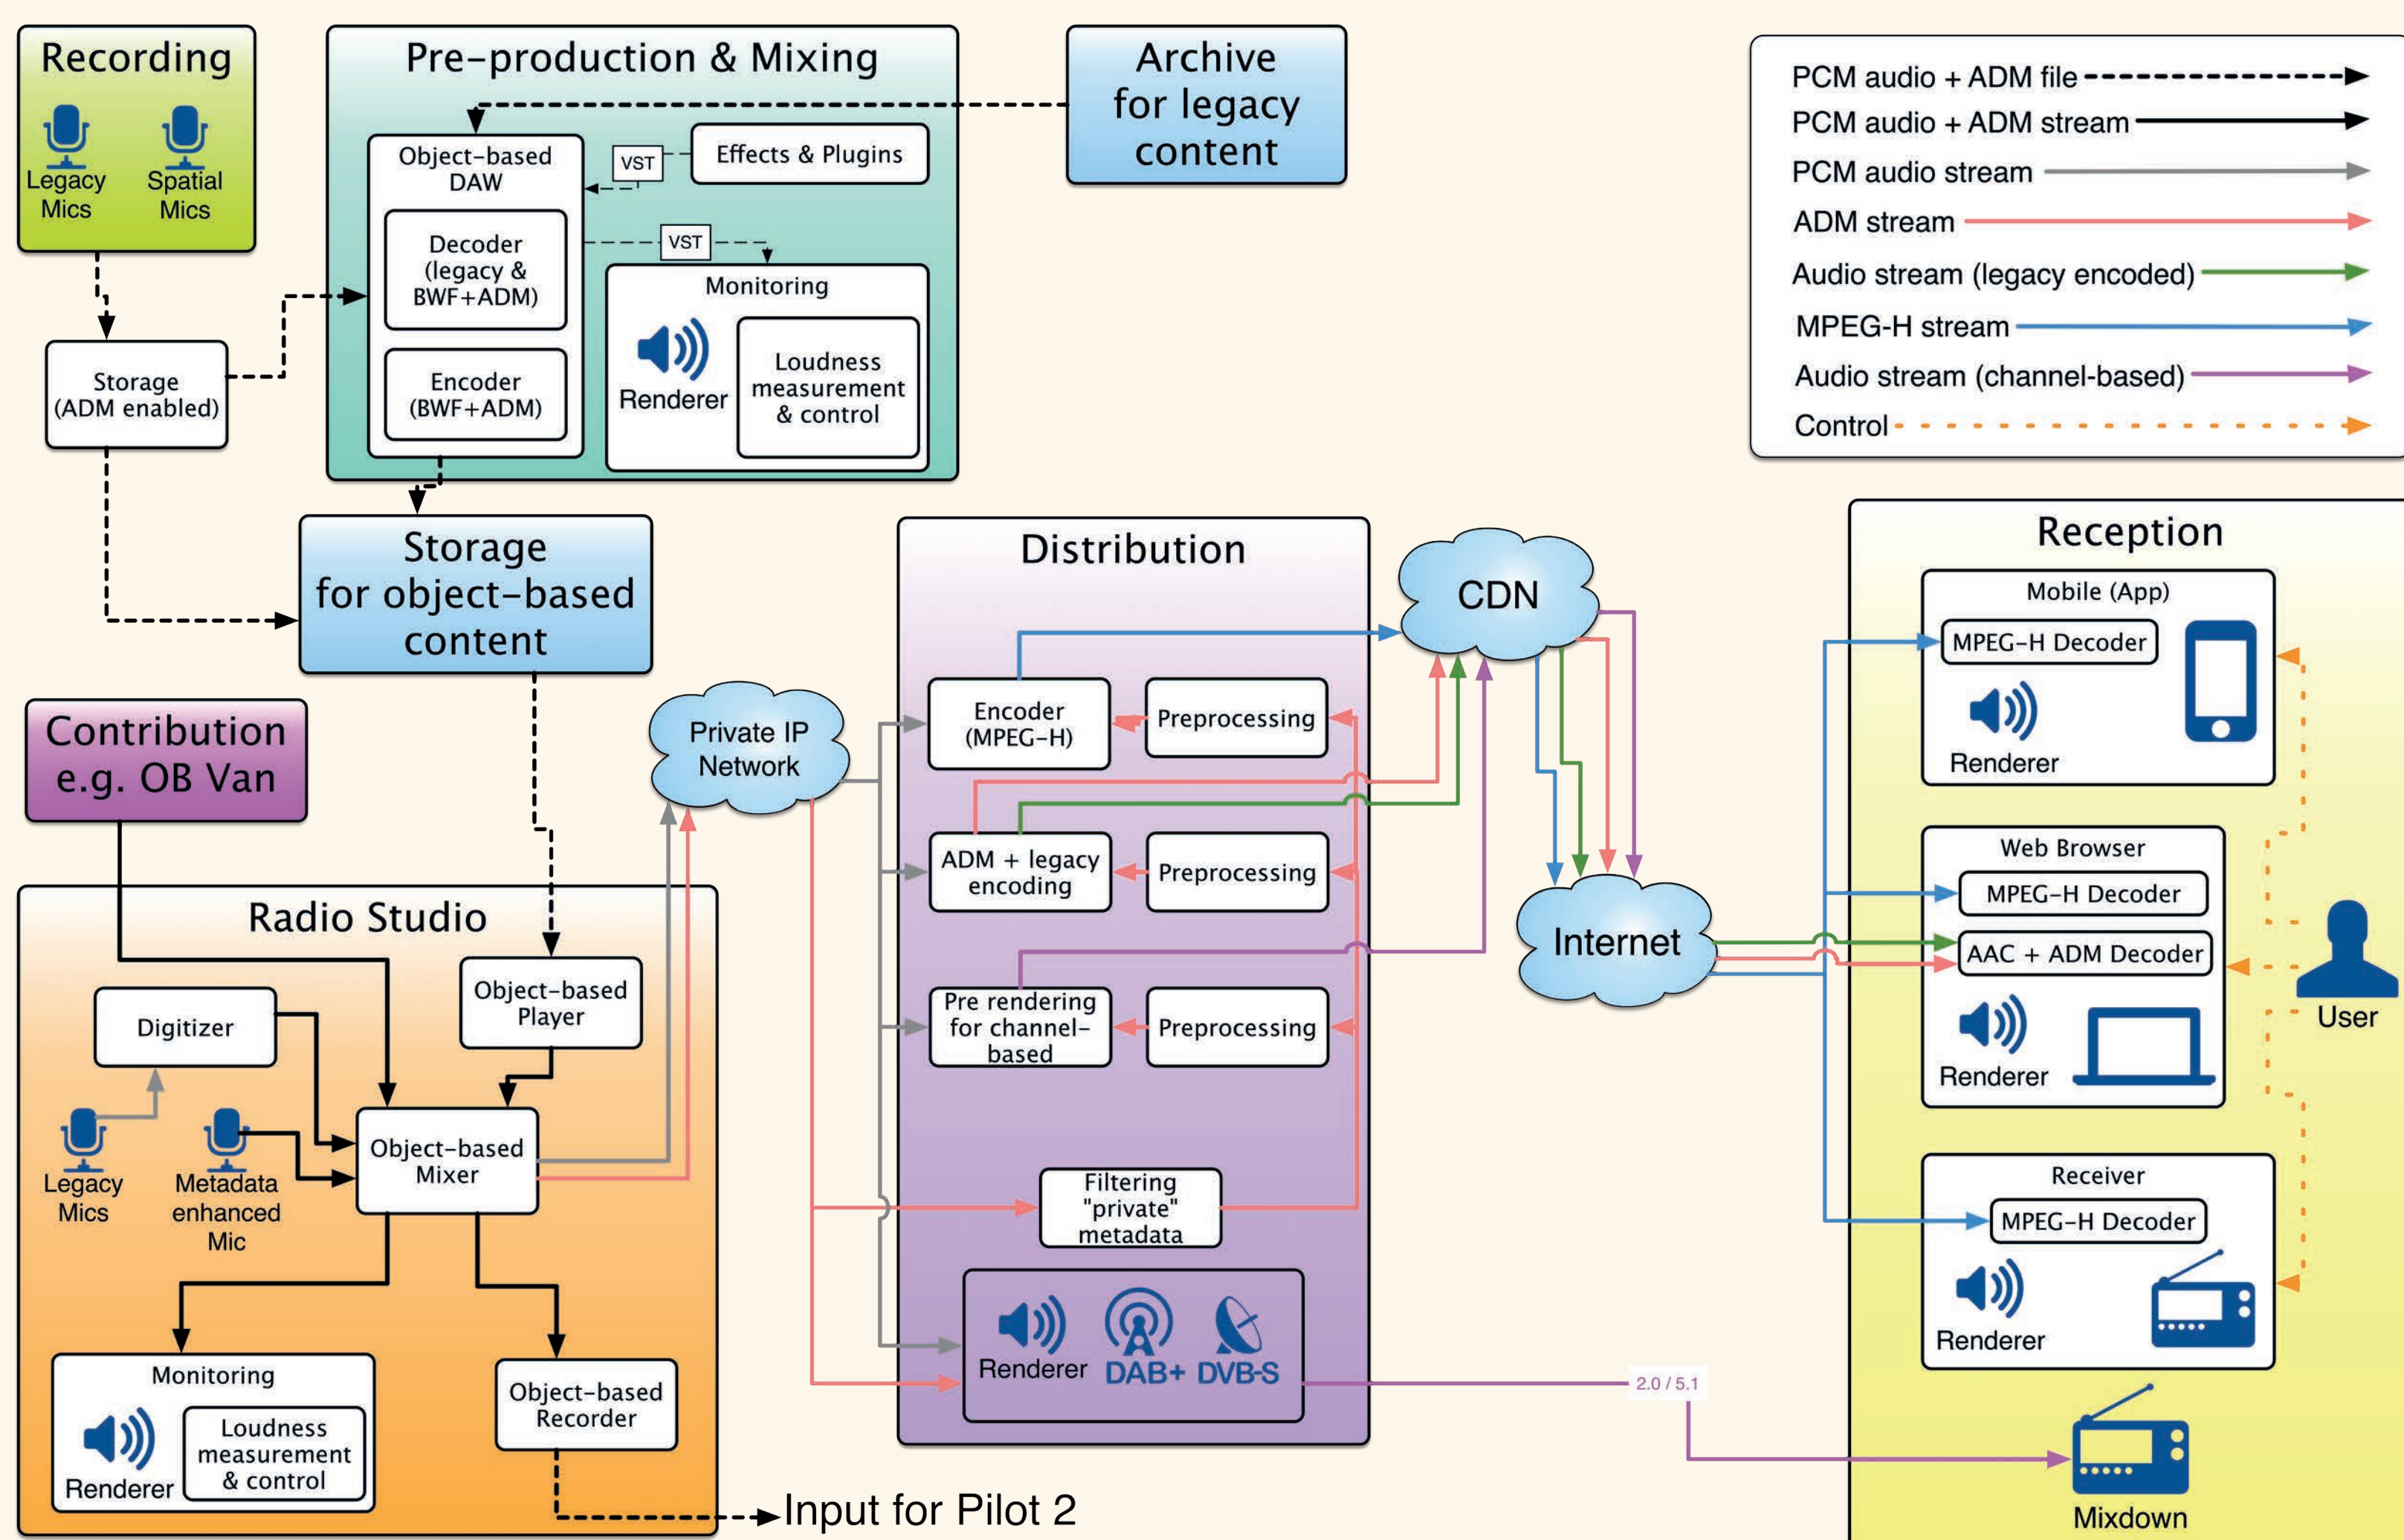 Recording
Legacy
Mics
Spatial
Mics
Storage
(ADM enabled)
Pre-production & Mixing
Object-based
DAW
VST
Effects & Plugins
Decoder
(legacy &
BWF+ADM)
VST
Encoder
(BWF+ADM)
Monitoring
Renderer
Loudness
measurement
& control
Archive
for legacy
content
PCM audio + ADM file
PCM audio + ADM stream
PCM audio stream
ADM stream
Audio stream (legacy encoded)
MPEG-H stream
Audio stream (channel-based)
Control
Storage
for object-based
content
Contribution
e.g. OB Van
Radio Studio
Digitizer
Object-based
Player
Legacy
Mics
Metadata
enhanced
Mic
Object-based
Mixer
Monitoring
Renderer
Loudness
measurement
& control
Object-based
Recorder
Input for Pilot 2
Private IP
Network
Distribution
Encoder
(MPEG-H)
Preprocessing
ADM + legacy
encoding
Preprocessing
Pre rendering
for channel-
based
Preprocessing
Filtering
"private"
metadata
Renderer
DAB+
DVB-S
CDN
Internet
2.0 / 5.1
Reception
Mobile (App)
MPEG-H Decoder
Renderer
Web Browser
MPEG-H Decoder
AAC + ADM Decoder
Renderer
User
Receiver
MPEG-H Decoder
Renderer
Mixdown